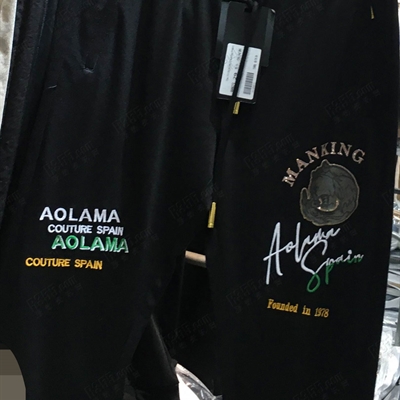 AOLAMA
COUTURE SPAIN
AOLAMA
COUTURE SPAIN
MANKING
Aolama
Spain
Founded in 1978